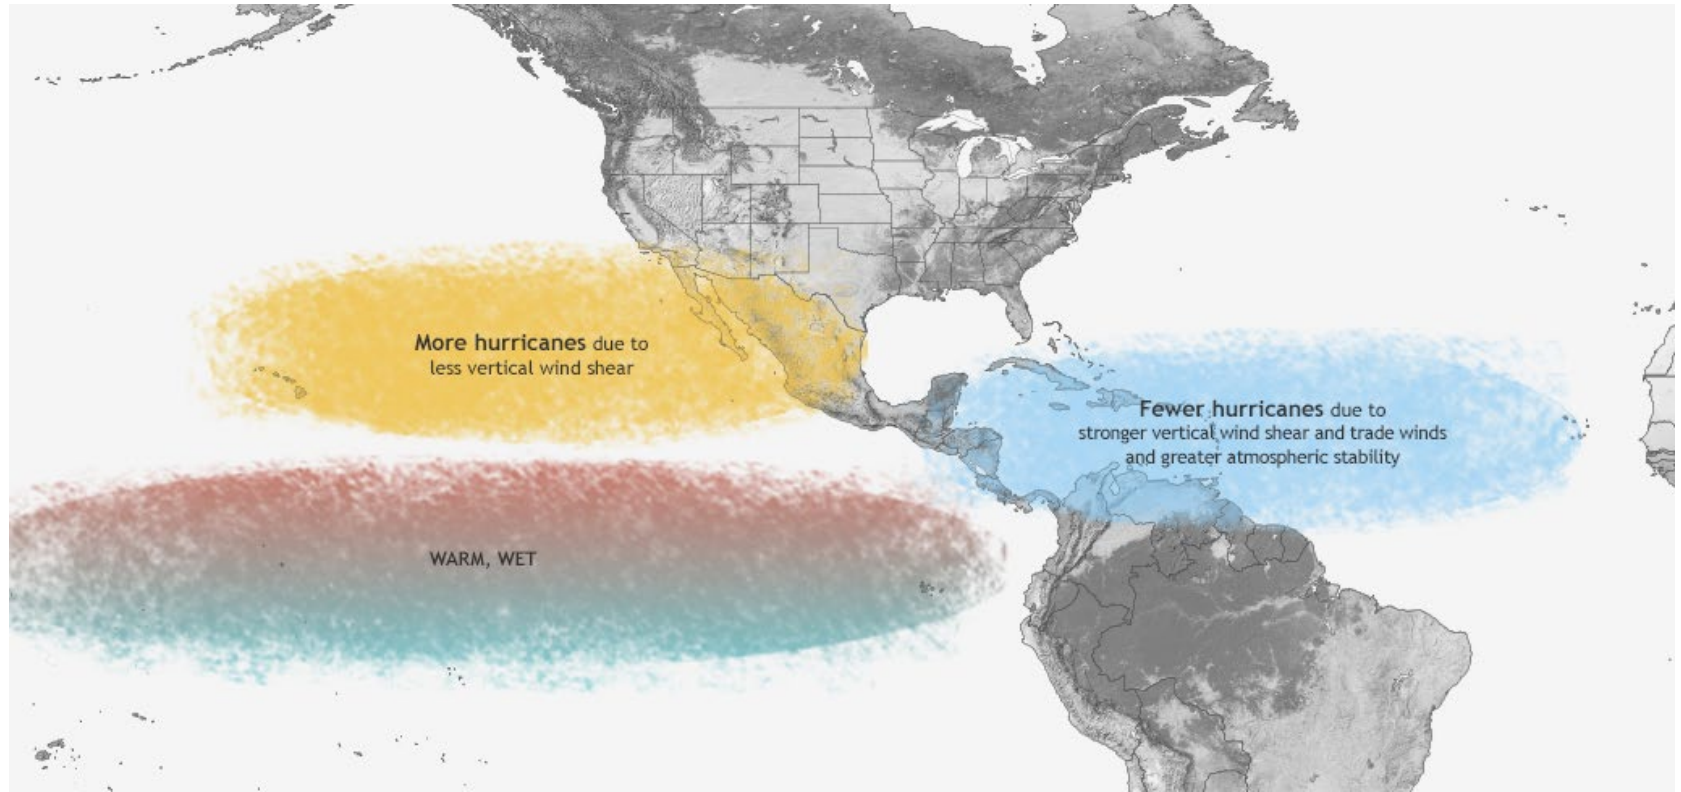 More hurricanes due to
less vertical wind shear
Fewer hurricanes due to
stronger vertical wind shear and trade winds
and greater atmospheric stability
WARM, WET